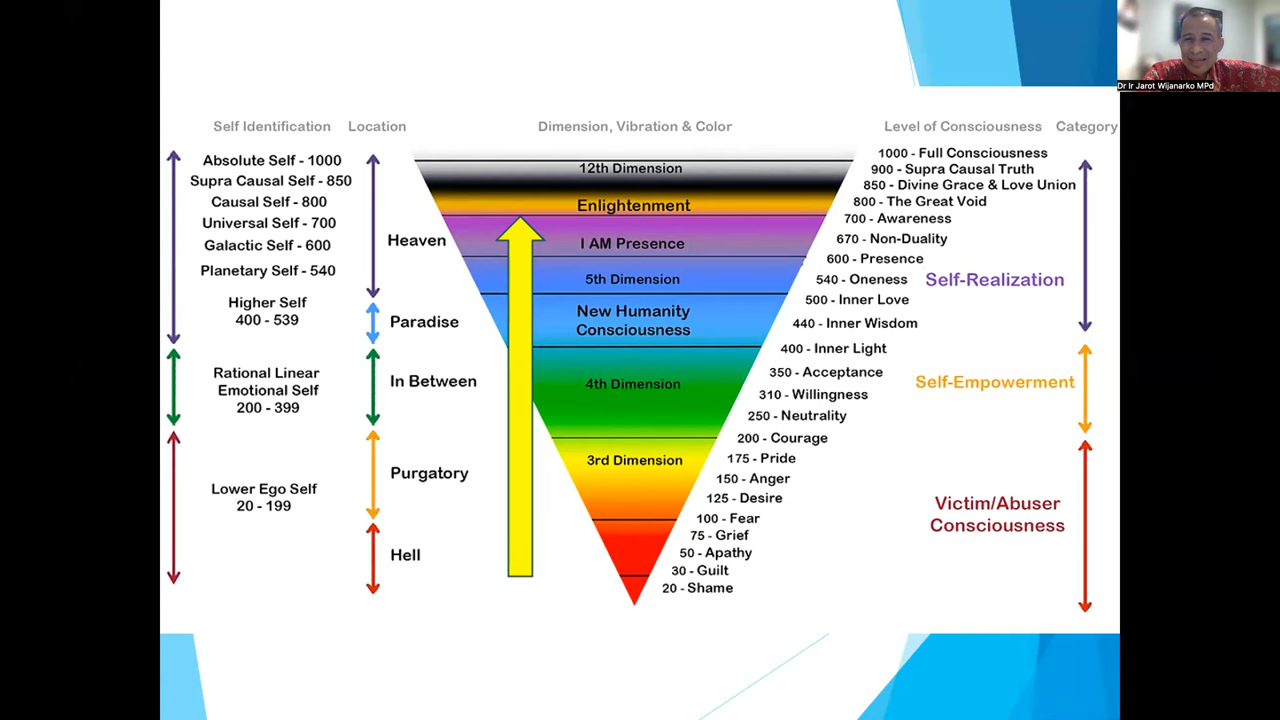 Dr Ir Jarot Wijanarko MPd
Self Identification
Location
Dimension, Vibration & Color
Level of Consciousness
Category
Absolute Self - 1000
Supra Causal Self - 850
Causal Self - 800
Universal Self - 700
Galactic Self - 600
Planetary Self - 540
Higher Self
400 - 539
Rational Linear
Emotional Self
200 - 399
Lower Ego Self
20 - 199
Heaven
Paradise
In Between
Purgatory
Hell
12th Dimension
Enlightenment
I AM Presence
5th Dimension
New Humanity
Consciousness
4th Dimension
3rd Dimension
1000 - Full Consciousness
900 - Supra Causal Truth
850 - Divine Grace & Love Union
800 - The Great Void
700 - Awareness
670 - Non-Duality
600 - Presence
540 - Oneness
500 - Inner Love
440 - Inner Wisdom
400 - Inner Light
350 - Acceptance
310 - Willingness
250 - Neutrality
200 - Courage
175 - Pride
150 - Anger
125 - Desire
100 - Fear
75 - Grief
50 - Apathy
30 - Guilt
20 - Shame
Self-Realization
Self-Empowerment
Victim/Abuser
Consciousness